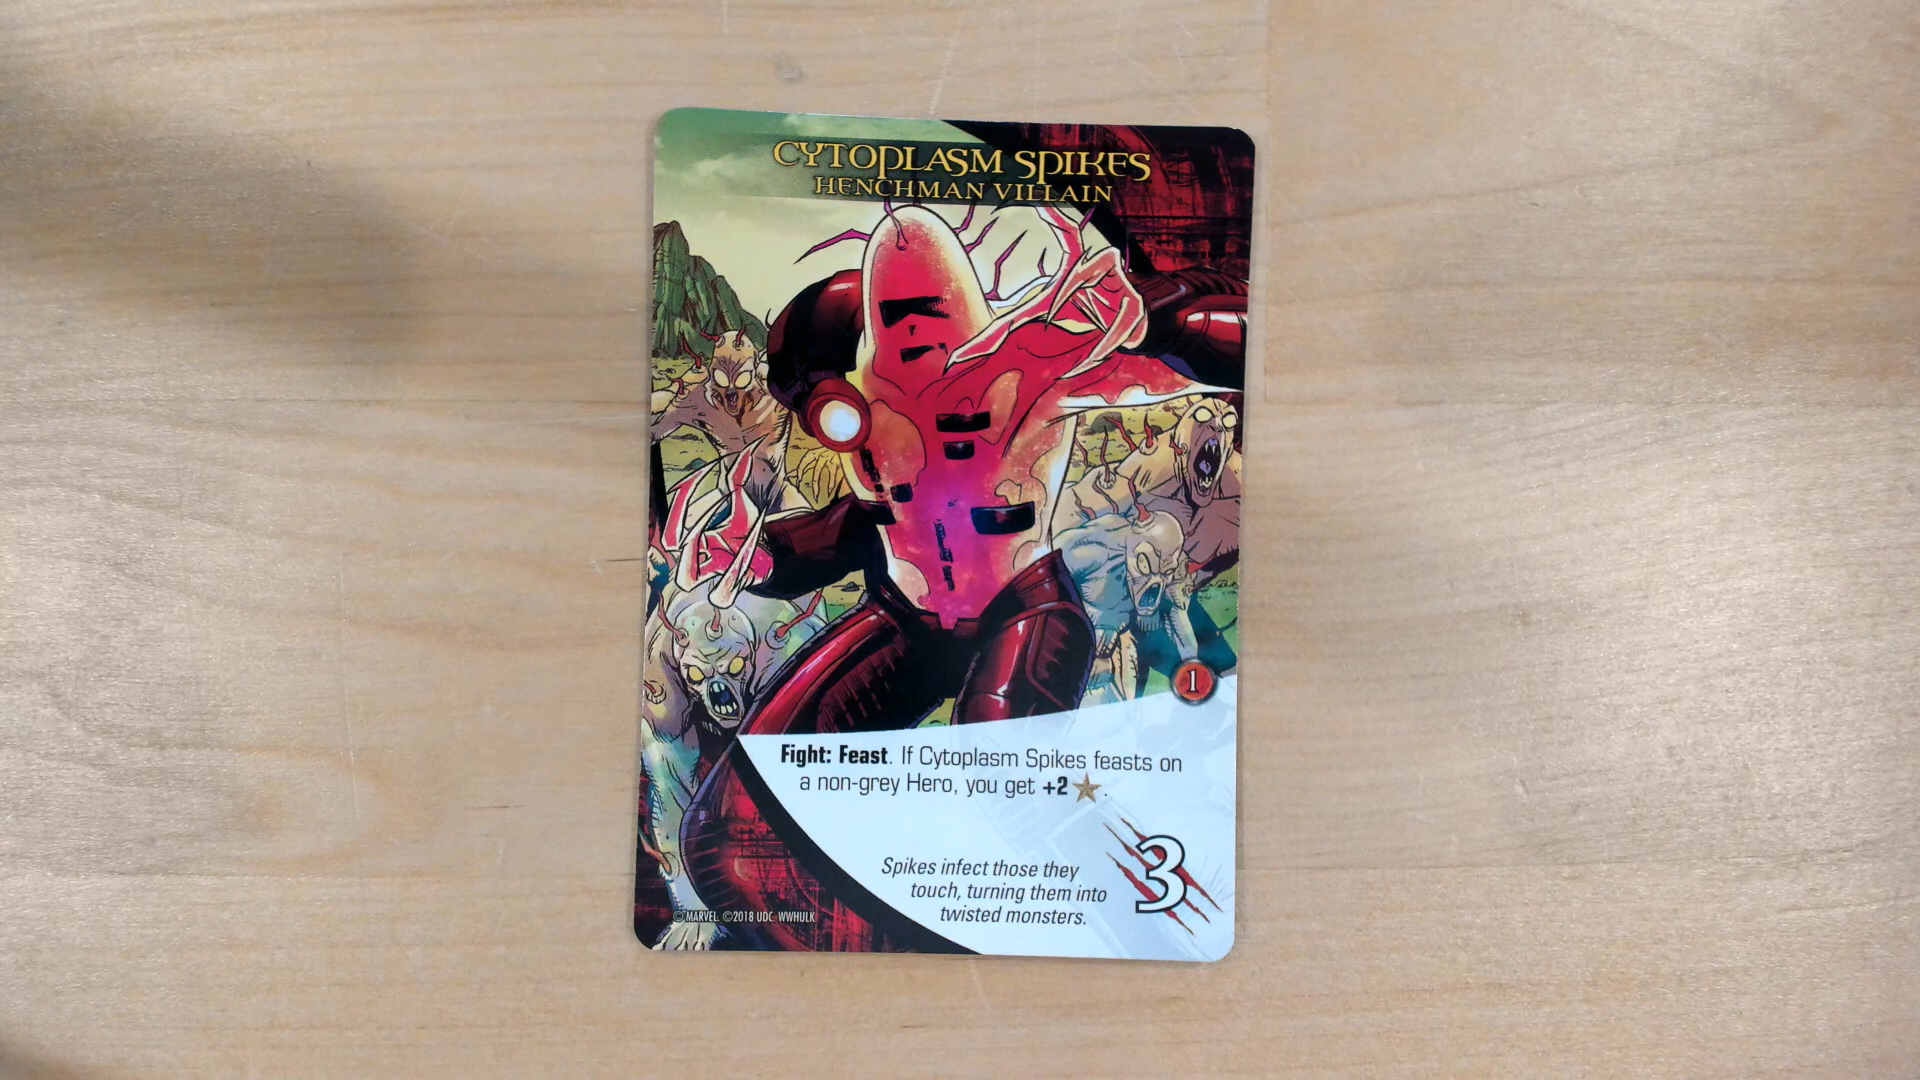 CYTOPLASM SPIKES
HENCHMAN VILLAIN
1
Fight: Feast. If Cytoplasm Spikes feasts on
a non-grey Hero, you get +2 ★.
3
Spikes infect those they
touch, turning them into
twisted monsters.
© MARVEL. ©2018 UDC WWHULK